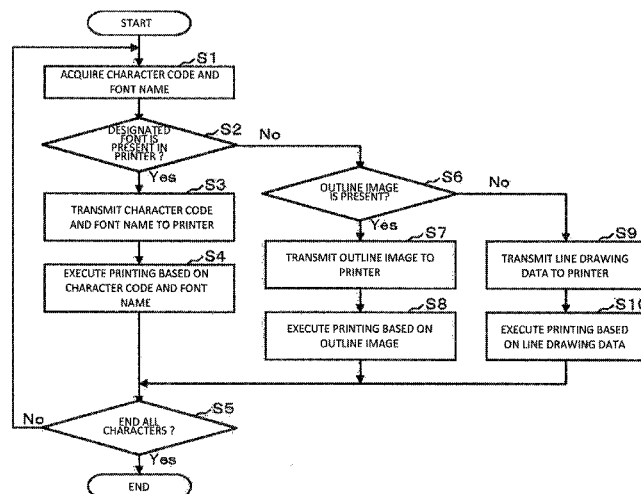 START
S1
ACQUIRE CHARACTER CODE AND
FONT NAME
S2
DESIGNATED
FONT IS
PRESENT IN
PRINTER ?
No
Yes
S6
OUTLINE IMAGE
IS PRESENT?
No
Yes
S3
TRANSMIT CHARACTER CODE
AND FONT NAME TO PRINTER
S7
TRANSMIT OUTLINE IMAGE TO
PRINTER
S9
TRANSMIT LINE DRAWING
DATA TO PRINTER
S4
EXECUTE PRINTING BASED ON
CHARACTER CODE AND FONT
NAME
S8
EXECUTE PRINTING BASED ON
OUTLINE IMAGE
S10
EXECUTE PRINTING BASED
ON LINE DRAWING DATA
S5
END ALL
CHARACTERS ?
No
Yes
END